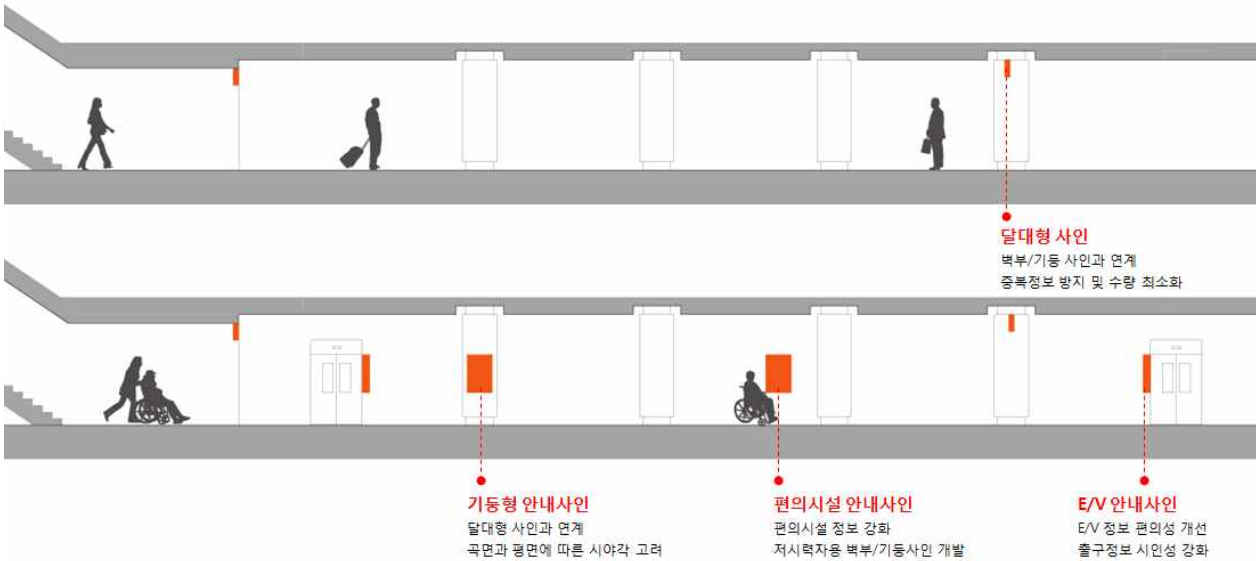 달대형 사인
벽부/기둥 사인과 연계
중복정보 방지 및 수량 최소화
기둥형 안내사인
달대형 사인과 연계
곡면과 평면에 따른 시야각 고려
편의시설 안내사인
편의시설 정보 강화
저시력자용 벽부/기둥사인 개발
E/V 안내사인
E/V 정보 편의성 개선
출구정보 시인성 강화